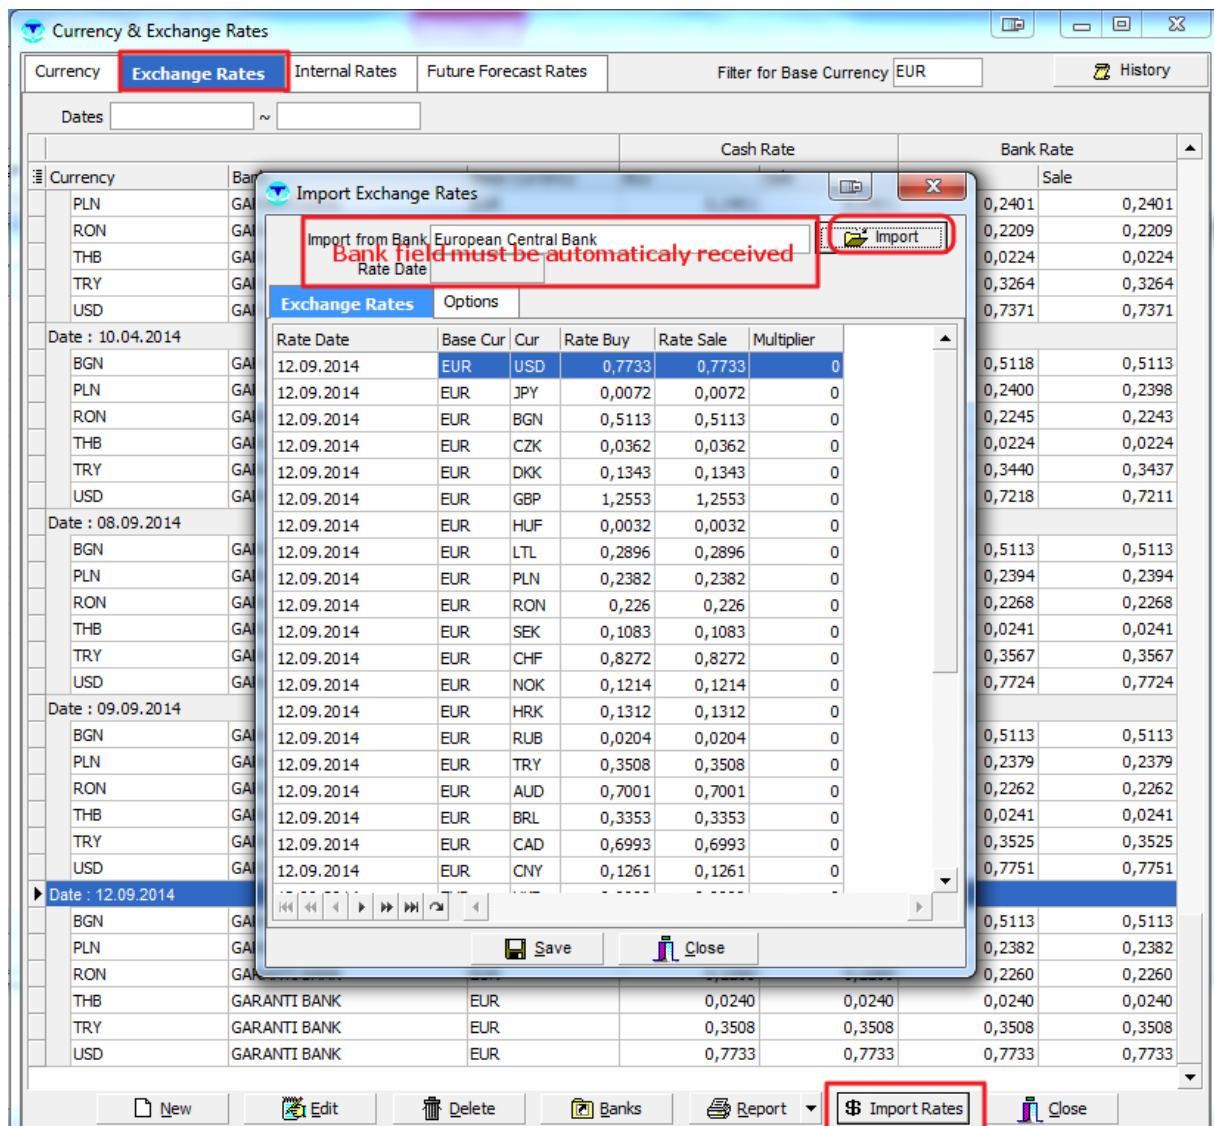 Currency & Exchange Rates
Currency Exchange Rates Internal Rates Future Forecast Rates Filter for Base Currency EUR History
Dates ~
Cash Rate Bank Rate
Currency Sale
Import Exchange Rates
Import from Bank European Central Bank Import
Bank field must be automaticaly received
Rate Date
Exchange Rates Options
Rate Date Base Cur Cur Rate Buy Rate Sale Multiplier
12.09.2014 EUR USD 0,7733 0,7733 0
12.09.2014 EUR JPY 0,0072 0,0072 0
12.09.2014 EUR BGN 0,5113 0,5113 0
12.09.2014 EUR CZK 0,0362 0,0362 0
12.09.2014 EUR DKK 0,1343 0,1343 0
12.09.2014 EUR GBP 1,2553 1,2553 0
12.09.2014 EUR HUF 0,0032 0,0032 0
12.09.2014 EUR LTL 0,2896 0,2896 0
12.09.2014 EUR PLN 0,2382 0,2382 0
12.09.2014 EUR RON 0,226 0,226 0
12.09.2014 EUR SEK 0,1083 0,1083 0
12.09.2014 EUR CHF 0,8272 0,8272 0
12.09.2014 EUR NOK 0,1214 0,1214 0
12.09.2014 EUR HRK 0,1312 0,1312 0
12.09.2014 EUR RUB 0,0204 0,0204 0
12.09.2014 EUR TRY 0,3508 0,3508 0
12.09.2014 EUR AUD 0,7001 0,7001 0
12.09.2014 EUR BRL 0,3353 0,3353 0
12.09.2014 EUR CAD 0,6993 0,6993 0
12.09.2014 EUR CNY 0,1261 0,1261 0
Save Close
PLN 0,2401 0,2401
RON 0,2209 0,2209
THB 0,0224 0,0224
TRY 0,3264 0,3264
USD 0,7371 0,7371
Date : 10.04.2014
BGN 0,5118 0,5113
PLN 0,2400 0,2398
RON 0,2245 0,2243
THB 0,0224 0,0224
TRY 0,3440 0,3437
USD 0,7218 0,7211
Date : 08.09.2014
BGN 0,5113 0,5113
PLN 0,2394 0,2394
RON 0,2268 0,2268
THB 0,0241 0,0241
TRY 0,3567 0,3567
USD 0,7724 0,7724
Date : 09.09.2014
BGN 0,5113 0,5113
PLN 0,2379 0,2379
RON 0,2262 0,2262
THB 0,0241 0,0241
TRY 0,3525 0,3525
USD 0,7751 0,7751
Date : 12.09.2014
BGN 0,5113 0,5113
PLN 0,2382 0,2382
RON 0,2260 0,2260
THB GARANTI BANK EUR 0,0240 0,0240 0,0240 0,0240
TRY GARANTI BANK EUR 0,3508 0,3508 0,3508 0,3508
USD GARANTI BANK EUR 0,7733 0,7733 0,7733 0,7733
New Edit Delete Banks Report Import Rates Close